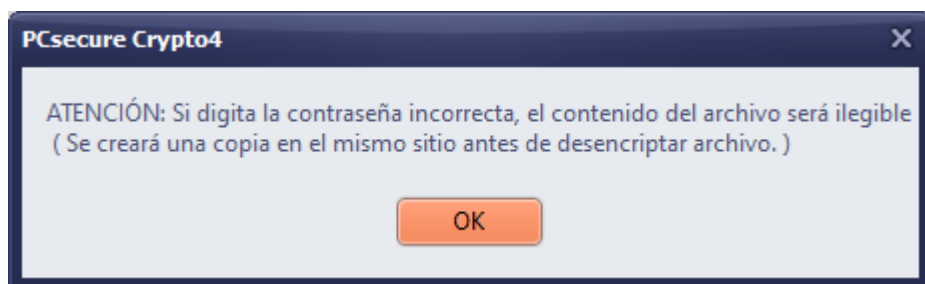 PCsecure Crypto4
ATENCIÓN: Si digita la contraseña incorrecta, el contenido del archivo será ilegible
( Se creará una copia en el mismo sitio antes de desencriptar archivo. )
OK